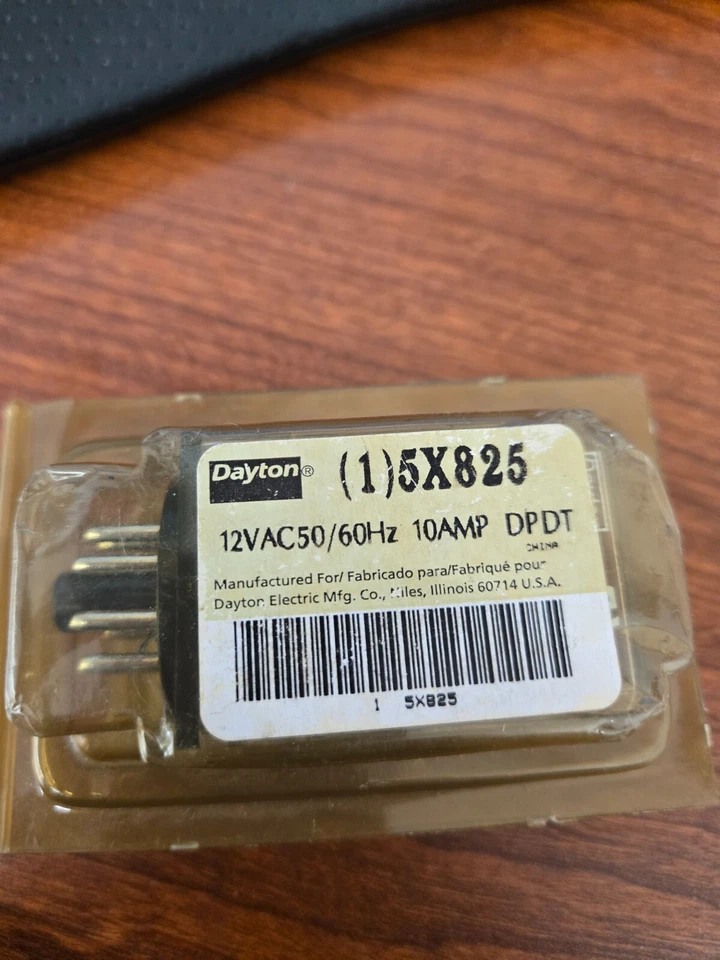 Dayton® (1)5X825
12VAC50/60Hz 10AMP DPDT
CHINA
Manufactured For/ Fabricado para/Fabriqué pour
Dayton Electric Mfg. Co., Niles, Illinois 60714 U.S.A.
1 5X825